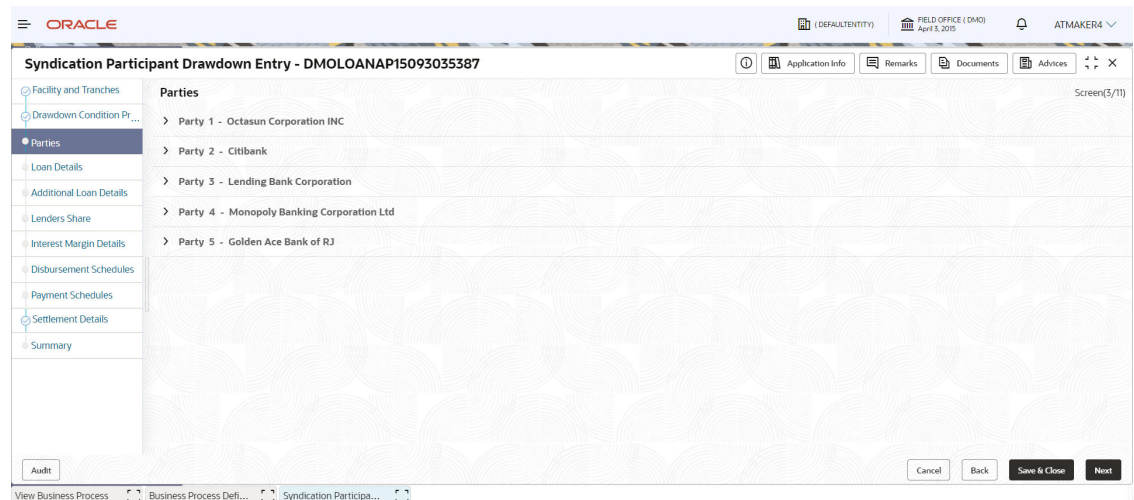 ORACLE
( DEFAULTENTITY)
FIELD OFFICE ( DMO)
April 3, 2015
ATMAKER4
Syndication Participant Drawdown Entry - DMOLOANAP15093035387
Application Info
Remarks
Documents
Advices
Facility and Tranches
Drawdown Condition Pr...
Parties
Loan Details
Additional Loan Details
Lenders Share
Interest Margin Details
Disbursement Schedules
Payment Schedules
Settlement Details
Summary
Parties
Screen(3/11)
Party 1 - Octasun Corporation INC
Party 2 - Citibank
Party 3 - Lending Bank Corporation
Party 4 - Monopoly Banking Corporation Ltd
Party 5 - Golden Ace Bank of RJ
Audit
Cancel
Back
Save & Close
Next
View Business Process
Business Process Defi...
Syndication Participa...